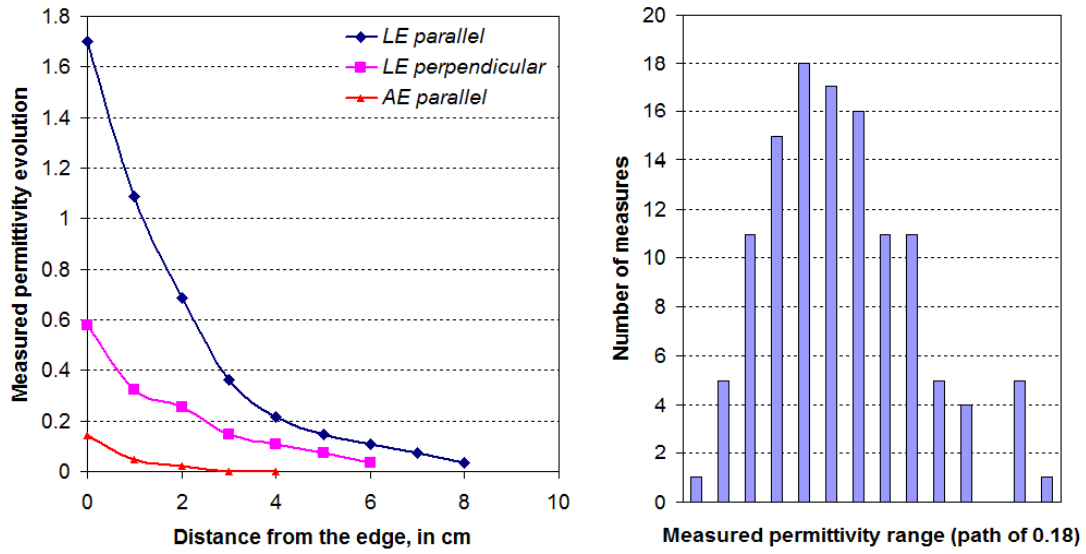 1.8
1.6
1.4
1.2
1
0.8
0.6
0.4
0.2
0
0 2 4 6 8 10
Measured permittivity evolution
Distance from the edge, in cm
LE parallel
LE perpendicular
AE parallel
20
18
16
14
12
10
8
6
4
2
0
Number of measures
Measured permittivity range (path of 0.18)